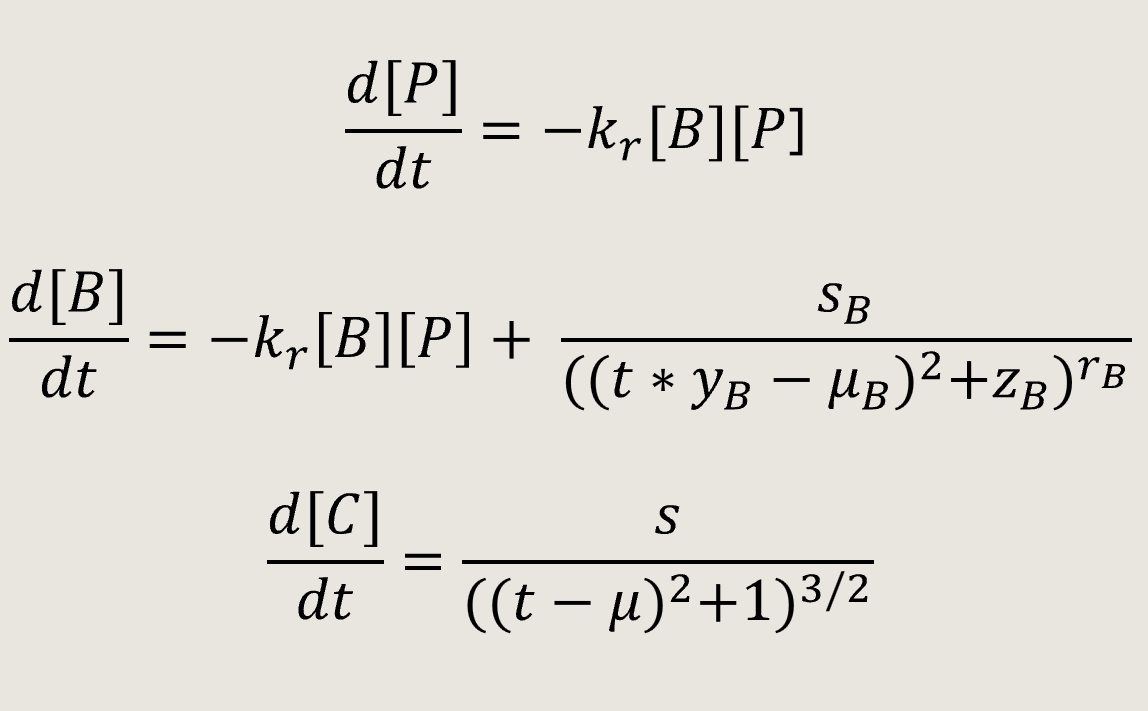 d[P]/dt = −k_r[B][P]
d[B]/dt = −k_r[B][P] + s_B/((t * y_B − μ_B)²+z_B)^r_B
d[C]/dt = s/((t − μ)²+1)^3/2